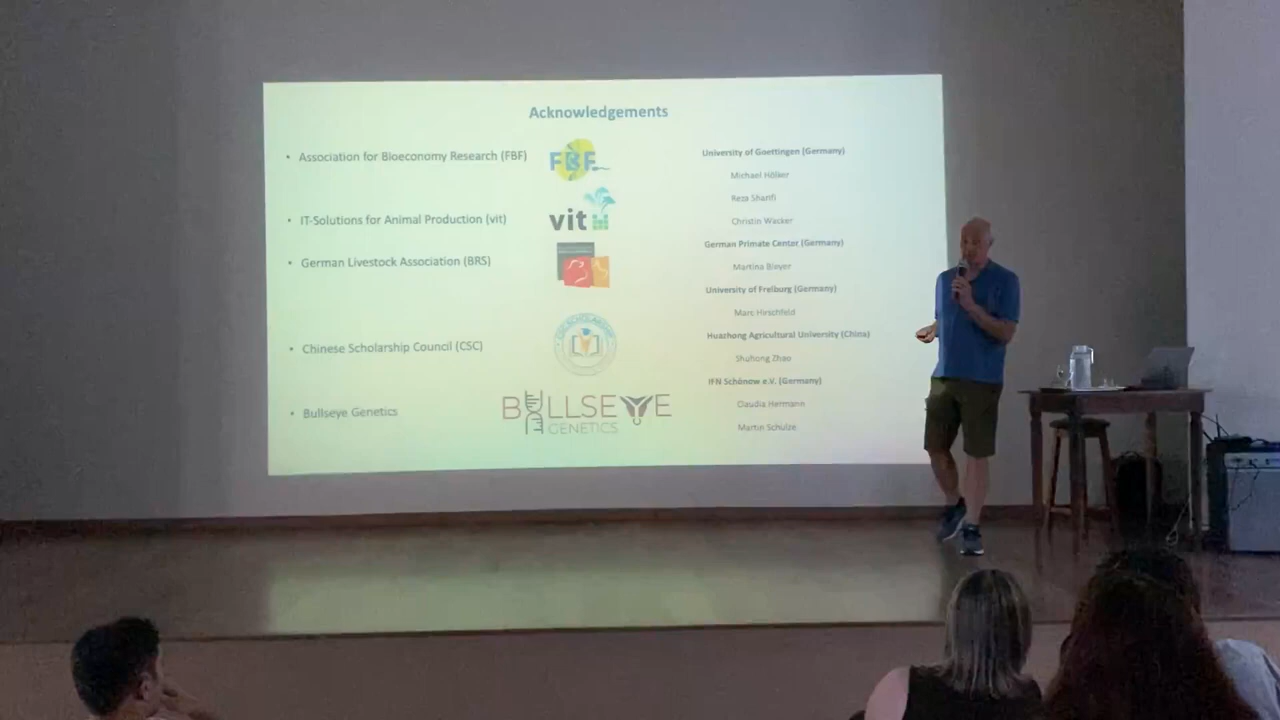 Acknowledgements
• Association for Bioeconomy Research (FBF)
FBF
• IT-Solutions for Animal Production (vit)
vit
• German Livestock Association (BRS)
• Chinese Scholarship Council (CSC)
• Bullseye Genetics
BULLSEYE
GENETICS
University of Goettingen (Germany)
Michael Hölker
Reza Sharifi
Christin Wacker
German Primate Center (Germany)
Martina Bleyer
University of Freiburg (Germany)
Marc Hirschfeld
Huazhong Agricultural University (China)
Shuhong Zhao
IFN Schönow e.V. (Germany)
Claudia Hermann
Martin Schulze